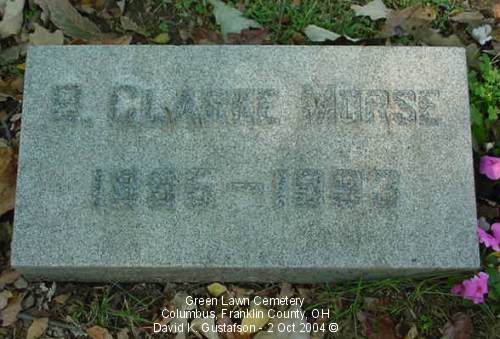 CLARKE MORSE
Green Lawn Cemetery
Columbus, Franklin County, OH
David K. Gustafson - 2 Oct 2004 ©